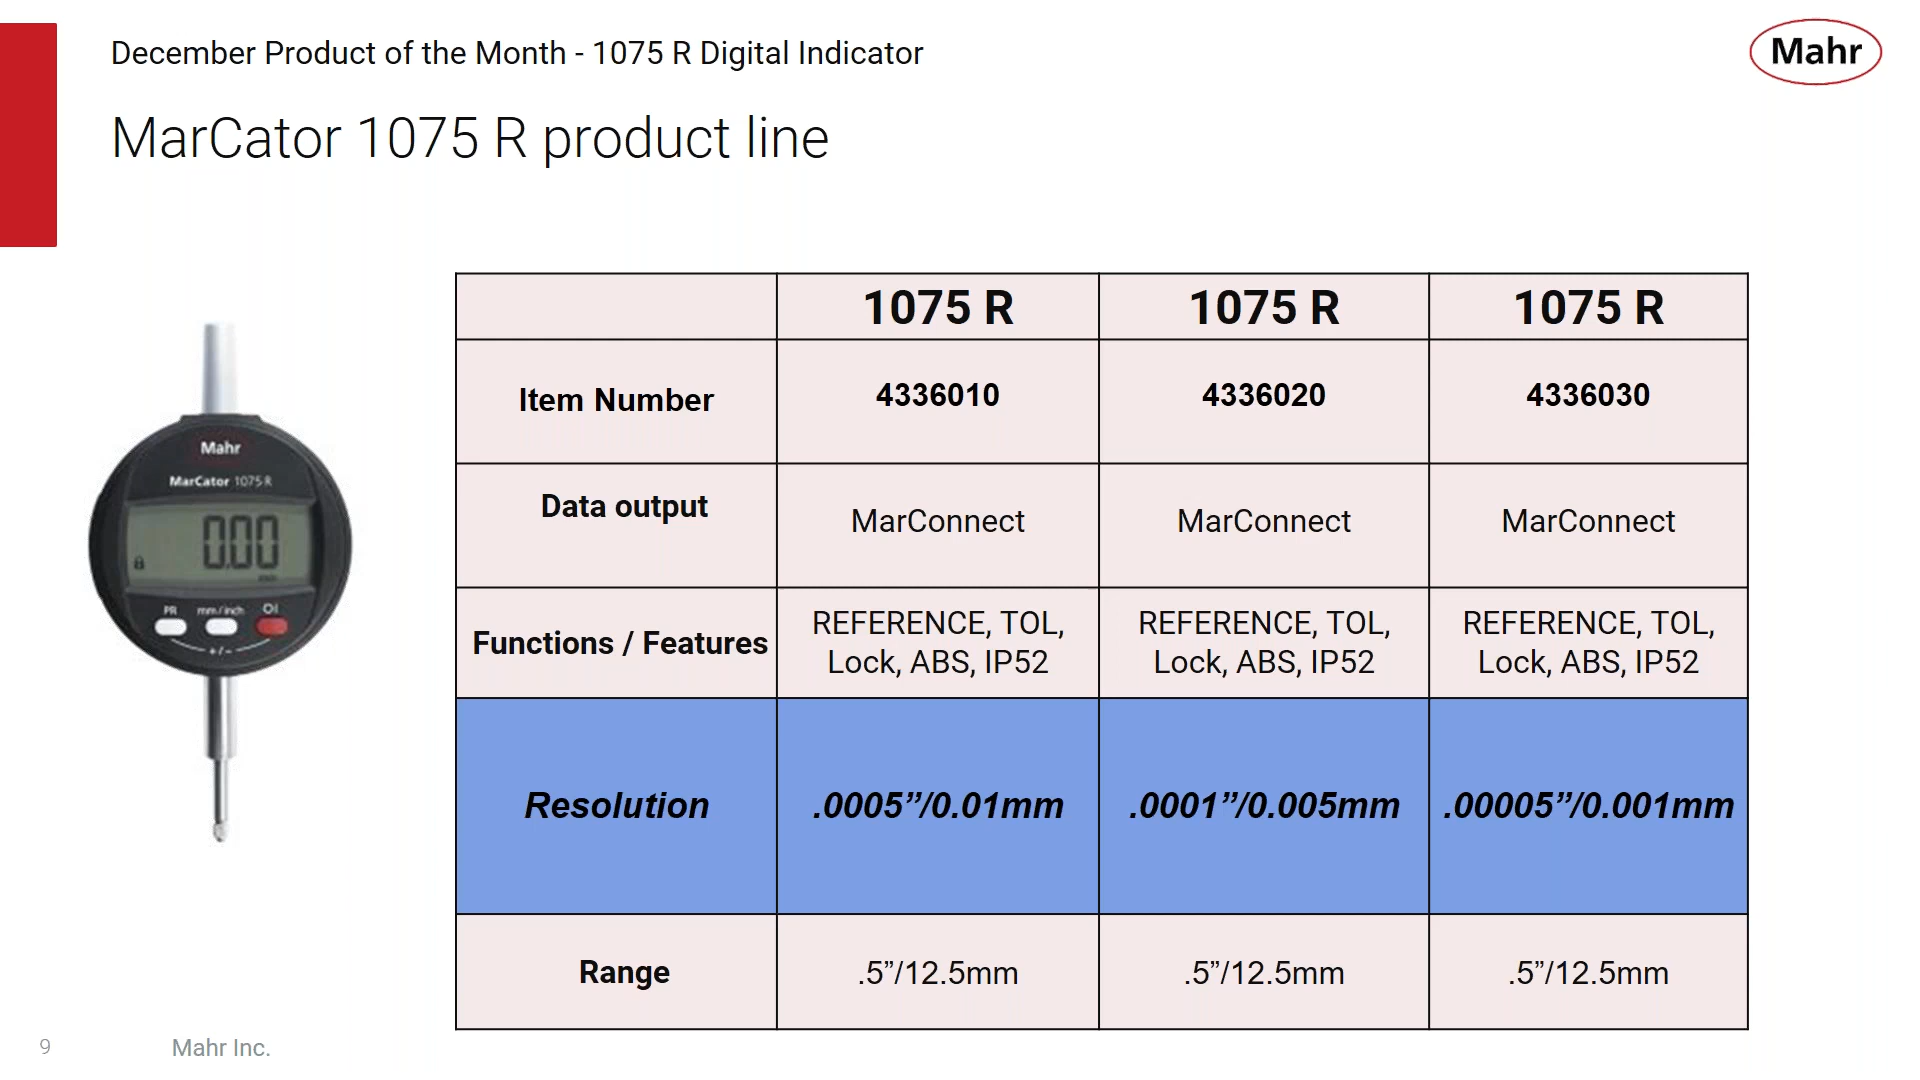 December Product of the Month - 1075 R Digital Indicator
Mahr
MarCator 1075 R product line
1075 R 1075 R 1075 R
Item Number 4336010 4336020 4336030
Data output MarConnect MarConnect MarConnect
Functions / Features
REFERENCE, TOL,
Lock, ABS, IP52
REFERENCE, TOL,
Lock, ABS, IP52
REFERENCE, TOL,
Lock, ABS, IP52
Resolution .0005”/0.01mm .0001”/0.005mm .00005”/0.001mm
Range .5”/12.5mm .5”/12.5mm .5”/12.5mm
Mahr
MarCator 1075 R
0.00
mm
PR mm/inch OI
+/-
9 Mahr Inc.